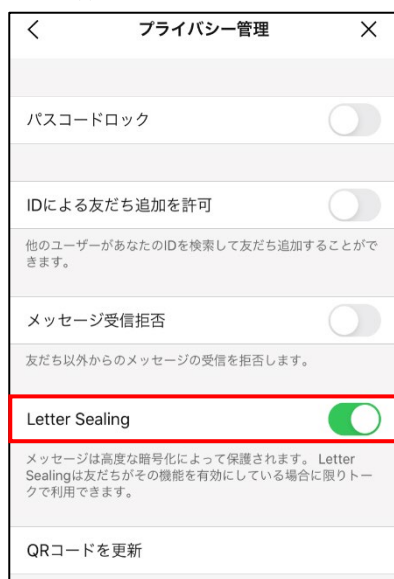 プライバシー管理
パスコードロック
IDによる友だち追加を許可
他のユーザーがあなたのIDを検索して友だち追加することがで
きます。
メッセージ受信拒否
友だち以外からのメッセージの受信を拒否します。
Letter Sealing
メッセージは高度な暗号化によって保護されます。 Letter
Sealingは友だちがその機能を有効にしている場合に限りトー
クで利用できます。
QRコードを更新